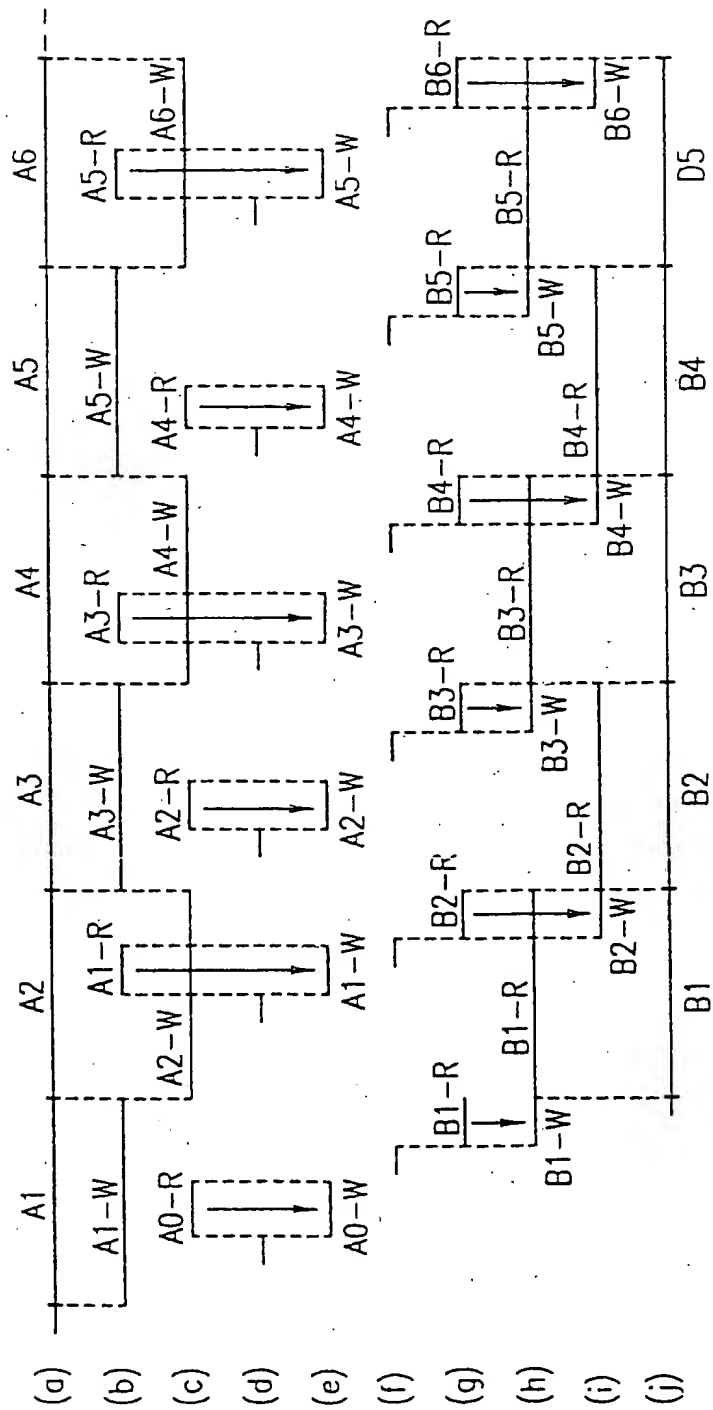 (a) A1 A2 A3 A4 A5 A6
(b) A1-W A1-R A3-W A3-R A5-W A5-R
(c) A0-R A2-W A2-R A4-W A4-R A6-W
(d)
(e) A0-W A1-W A2-W A3-W A4-W A5-W
(f)
(g) B1-R B2-R B3-R B4-R B5-R B6-R
(h) B1-W B1-R B3-W B3-R B5-W B5-R
(i) B2-W B2-R B4-W B4-R B6-W
(j) B1 B2 B3 B4 D5